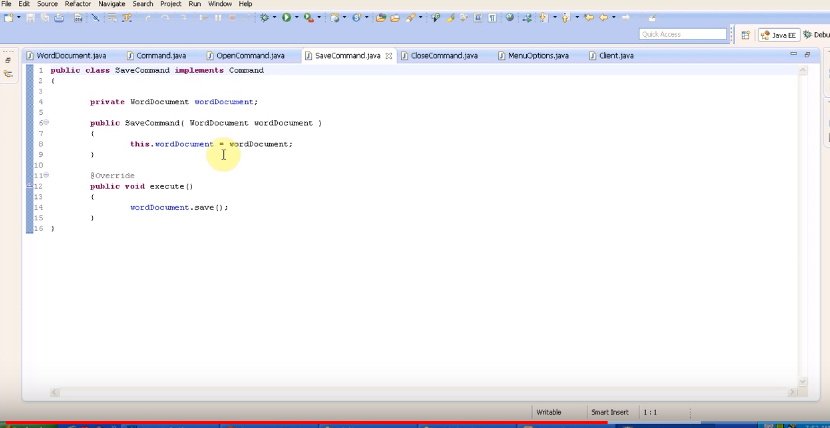 File Edit Source Refactor Navigate Search Project Run Window Help
Quick Access
Java EE
Debu
WordDocument.java Command.java OpenCommand.java SaveCommand.java CloseCommand.java MenuOptions.java Client.java
1 public class SaveCommand implements Command
2 {
3
4 private WordDocument wordDocument;
5
6 public SaveCommand( WordDocument wordDocument )
7 {
8 this.wordDocument = wordDocument;
9 }
10
11 @Override
12 public void execute()
13 {
14 wordDocument.save();
15 }
16 }
Writable Smart Insert 1 : 1